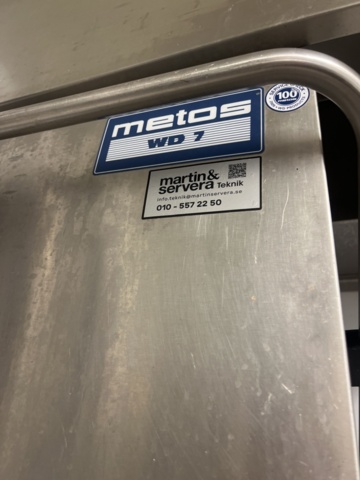 metos
WD 7
100
martin&
servera Teknik
info.teknik@martinservera.se
010 - 557 22 50